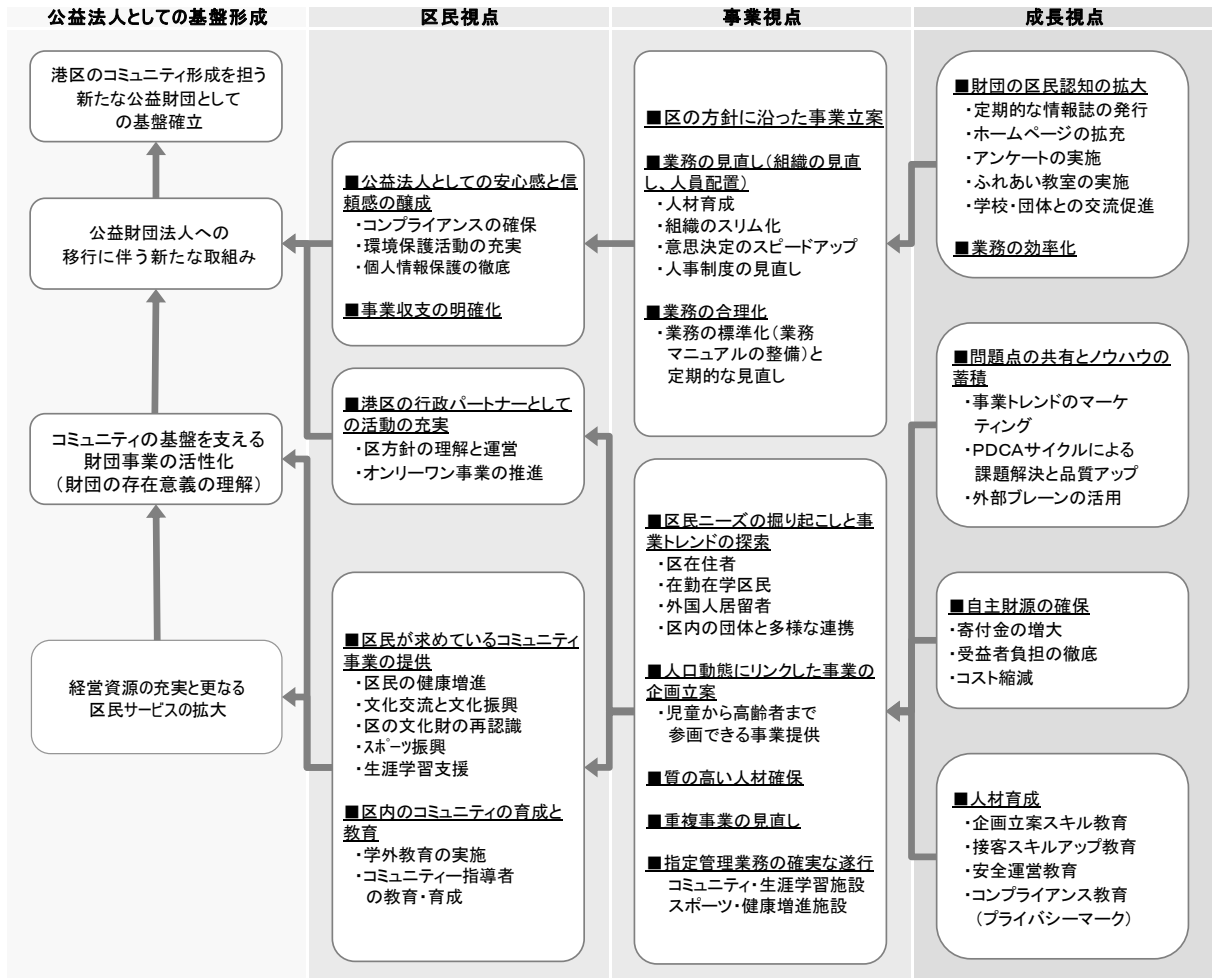 公益法人としての基盤形成
区民視点
事業視点
成長視点
港区のコミュニティ形成を担う
新たな公益財団として
の基盤確立
公益財団法人への
移行に伴う新たな取組み
コミュニティの基盤を支える
財団事業の活性化
（財団の存在意義の理解）
経営資源の充実と更なる
区民サービスの拡大
■公益法人としての安心感と信
頼感の醸成
・コンプライアンスの確保
・環境保護活動の充実
・個人情報保護の徹底
■事業収支の明確化
■港区の行政パートナーとして
の活動の充実
・区方針の理解と運営
・オンリーワン事業の推進
■区民が求めているコミュニティ
事業の提供
・区民の健康増進
・文化交流と文化振興
・区の文化財の再認識
・ｽﾎﾟｰﾂ振興
・生涯学習支援
■区内のコミュニティの育成と
教育
・学外教育の実施
・コミュニティー指導者
の教育・育成
■区の方針に沿った事業立案
■業務の見直し（組織の見直
し、人員配置）
・人材育成
・組織のスリム化
・意思決定のスピードアップ
・人事制度の見直し
■業務の合理化
・業務の標準化（業務
マニュアルの整備）と
定期的な見直し
■区民ニーズの掘り起こしと事
業トレンドの探索
・区在住者
・在勤在学区民
・外国人居留者
・区内の団体と多様な連携
■人口動態にリンクした事業の
企画立案
・児童から高齢者まで
参画できる事業提供
■質の高い人材確保
■重複事業の見直し
■指定管理業務の確実な遂行
コミュニティ・生涯学習施設
スポーツ・健康増進施設
■財団の区民認知の拡大
・定期的な情報誌の発行
・ホームページの拡充
・アンケートの実施
・ふれあい教室の実施
・学校・団体との交流促進
■業務の効率化
■問題点の共有とノウハウの
蓄積
・事業トレンドのマーケ
ティング
・PDCAサイクルによる
課題解決と品質アップ
・外部ブレーンの活用
■自主財源の確保
・寄付金の増大
・受益者負担の徹底
・コスト縮減
■人材育成
・企画立案スキル教育
・接客スキルアップ教育
・安全運営教育
・コンプライアンス教育
（プライバシーマーク）